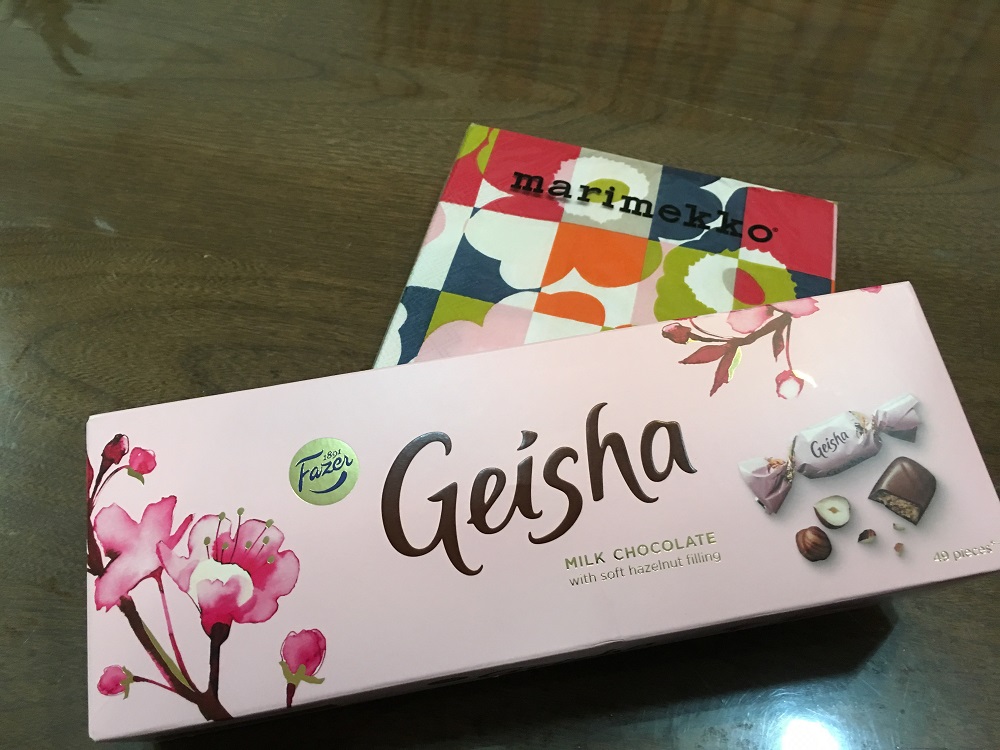 marimekko®
1891
Fazer
Geisha
MILK CHOCOLATE
with soft hazelnut filling
Geisha
49 pieces*